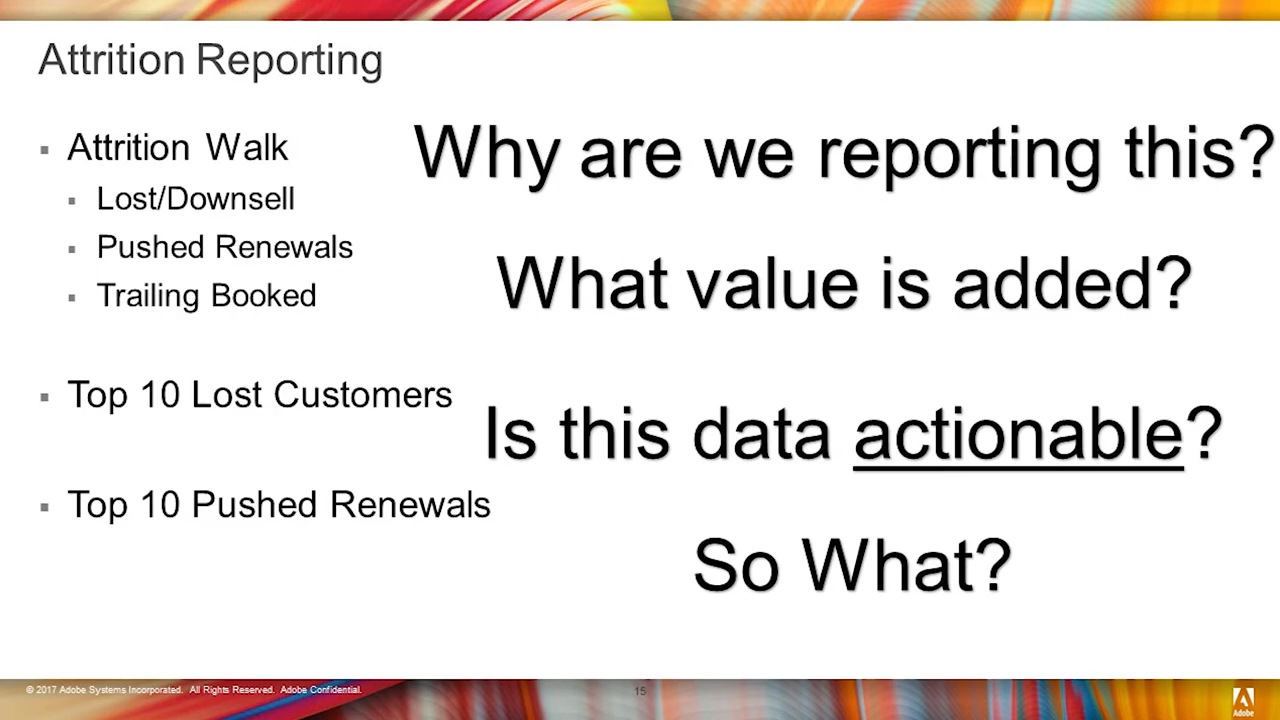 Attrition Reporting
Attrition Walk
Lost/Downsell
Pushed Renewals
Trailing Booked
Top 10 Lost Customers
Top 10 Pushed Renewals
Why are we reporting this?
What value is added?
Is this data actionable?
So What?
© 2017 Adobe Systems Incorporated. All Rights Reserved. Adobe Confidential.
15
Adobe